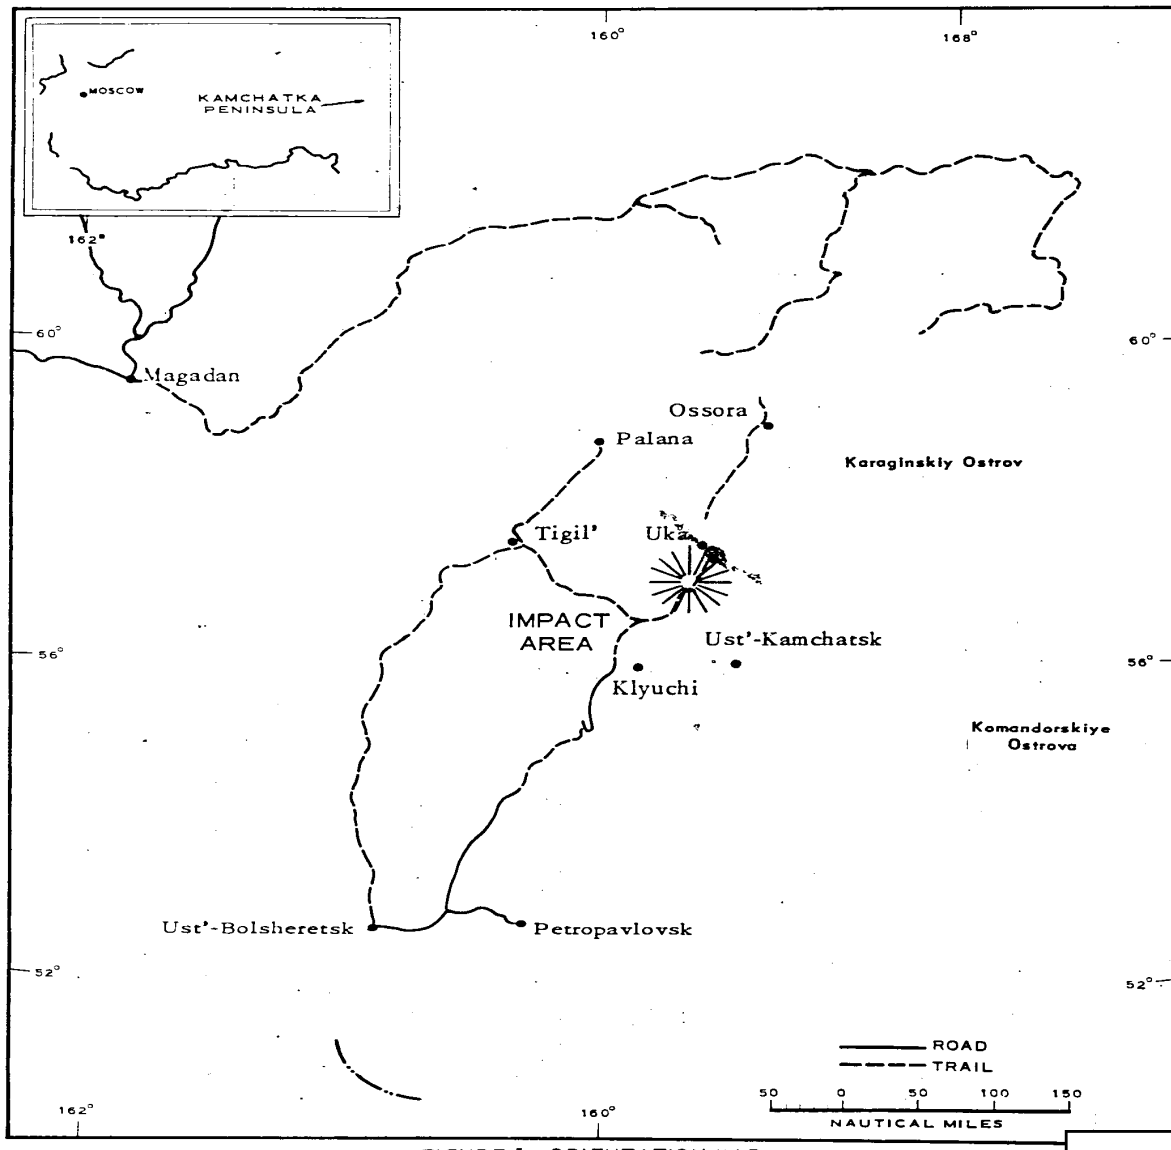 160°
168°
MOSCOW
KAMCHATKA
PENINSULA
162°
60°
60°
Magadan
Ossora
Palana
Karaginskiy Ostrov
Tigil'
Uka
IMPACT
AREA
Ust'-Kamchatsk
56°
56°
Klyuchi
Komandorskiye
Ostrova
Ust'-Bolsheretsk
Petropavlovsk
52°
52°
ROAD
TRAIL
50 0 50 100 150
NAUTICAL MILES
162°
160°